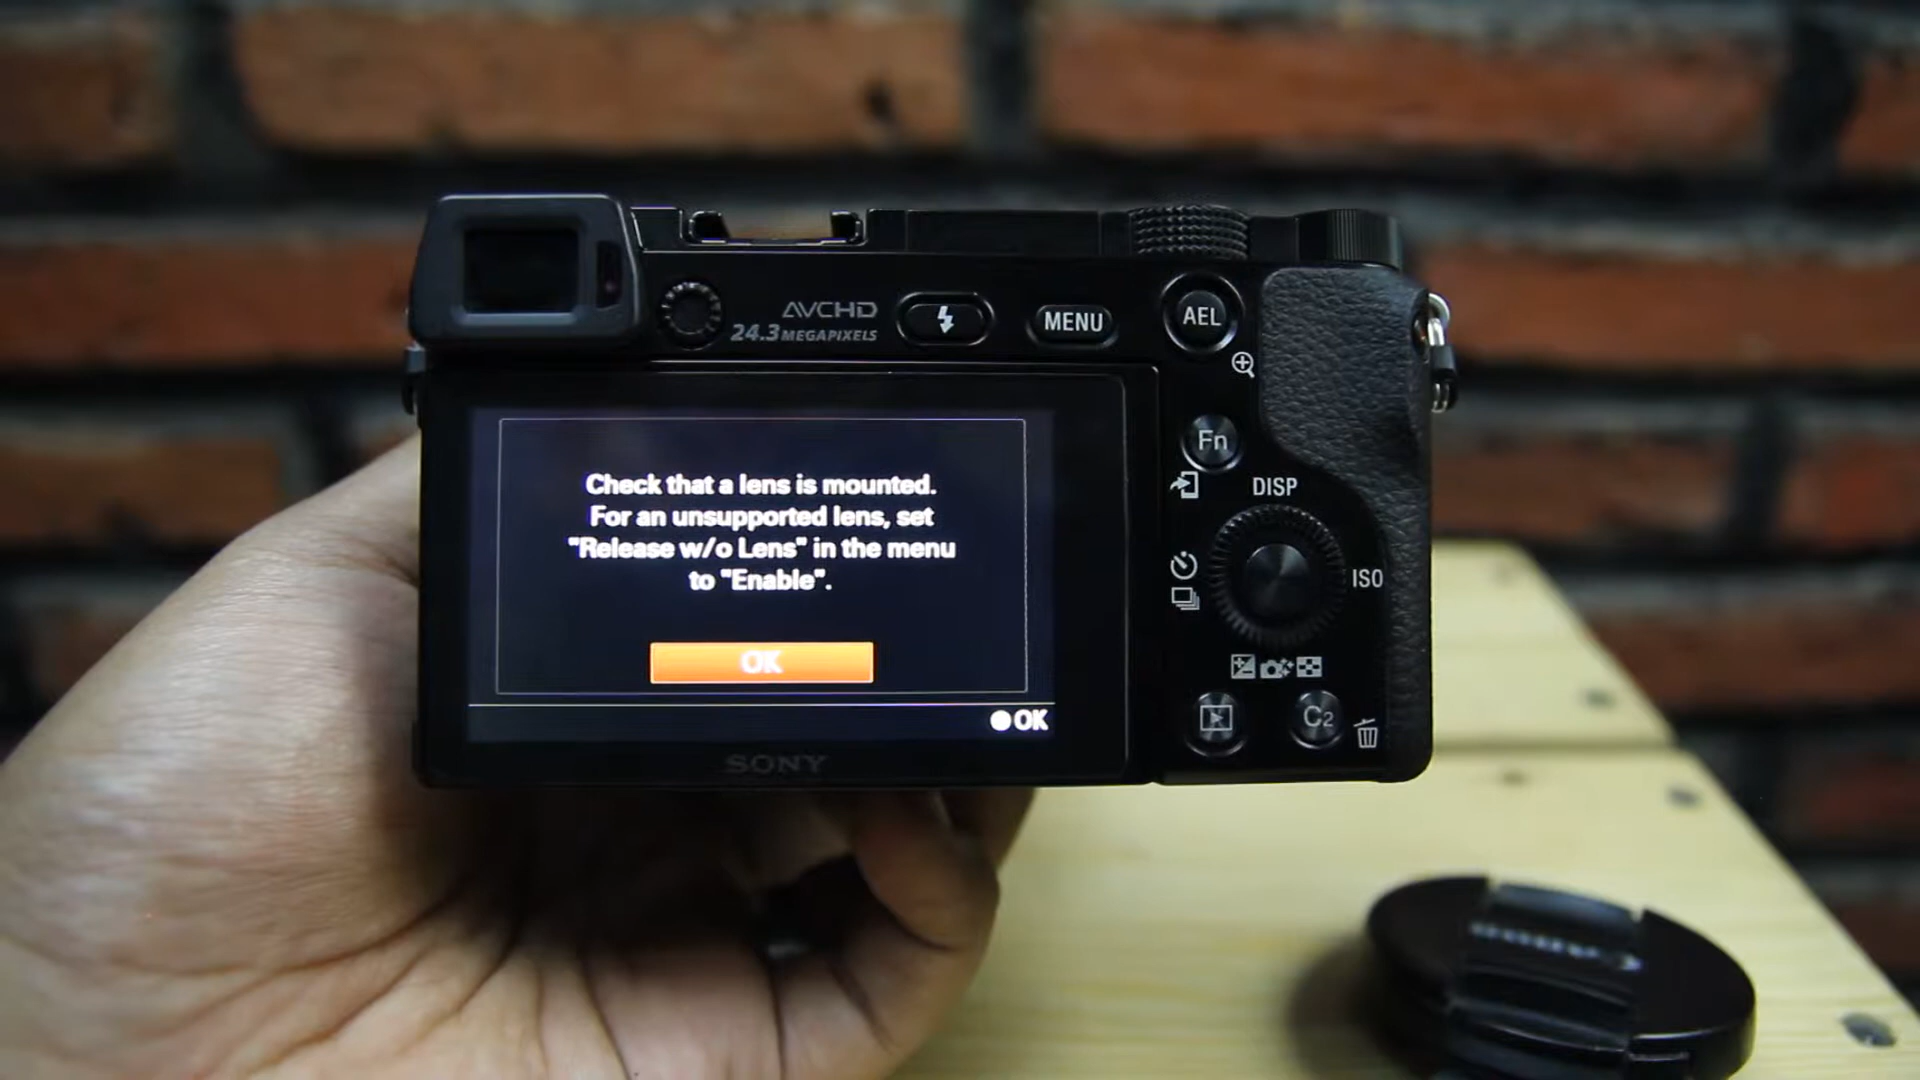 AVCHD
24.3 MEGAPIXELS
MENU
AEL
Fn
DISP
ISO
C2
Check that a lens is mounted.
For an unsupported lens, set
"Release w/o Lens" in the menu
to "Enable".
OK
OK
SONY
Canon